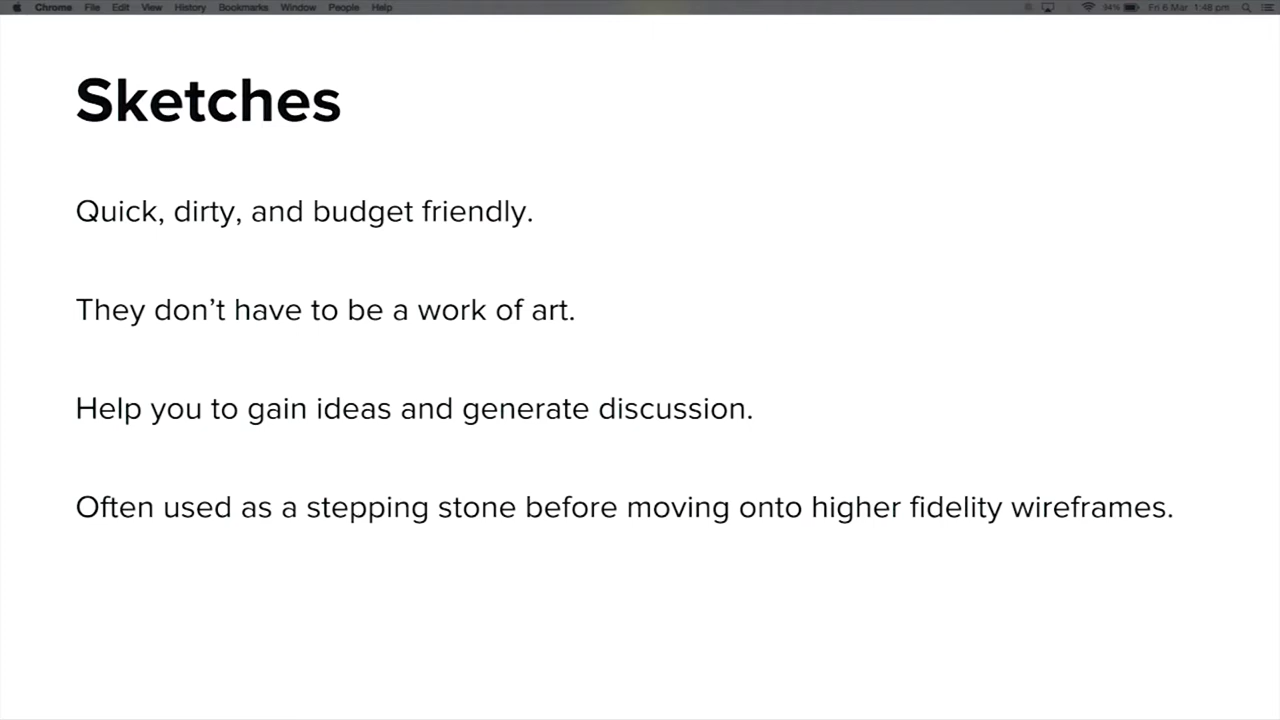 Chrome File Edit View History Bookmarks Window People Help 94% Fri 6 Mar 1:48 pm
Sketches
Quick, dirty, and budget friendly.
They don’t have to be a work of art.
Help you to gain ideas and generate discussion.
Often used as a stepping stone before moving onto higher fidelity wireframes.